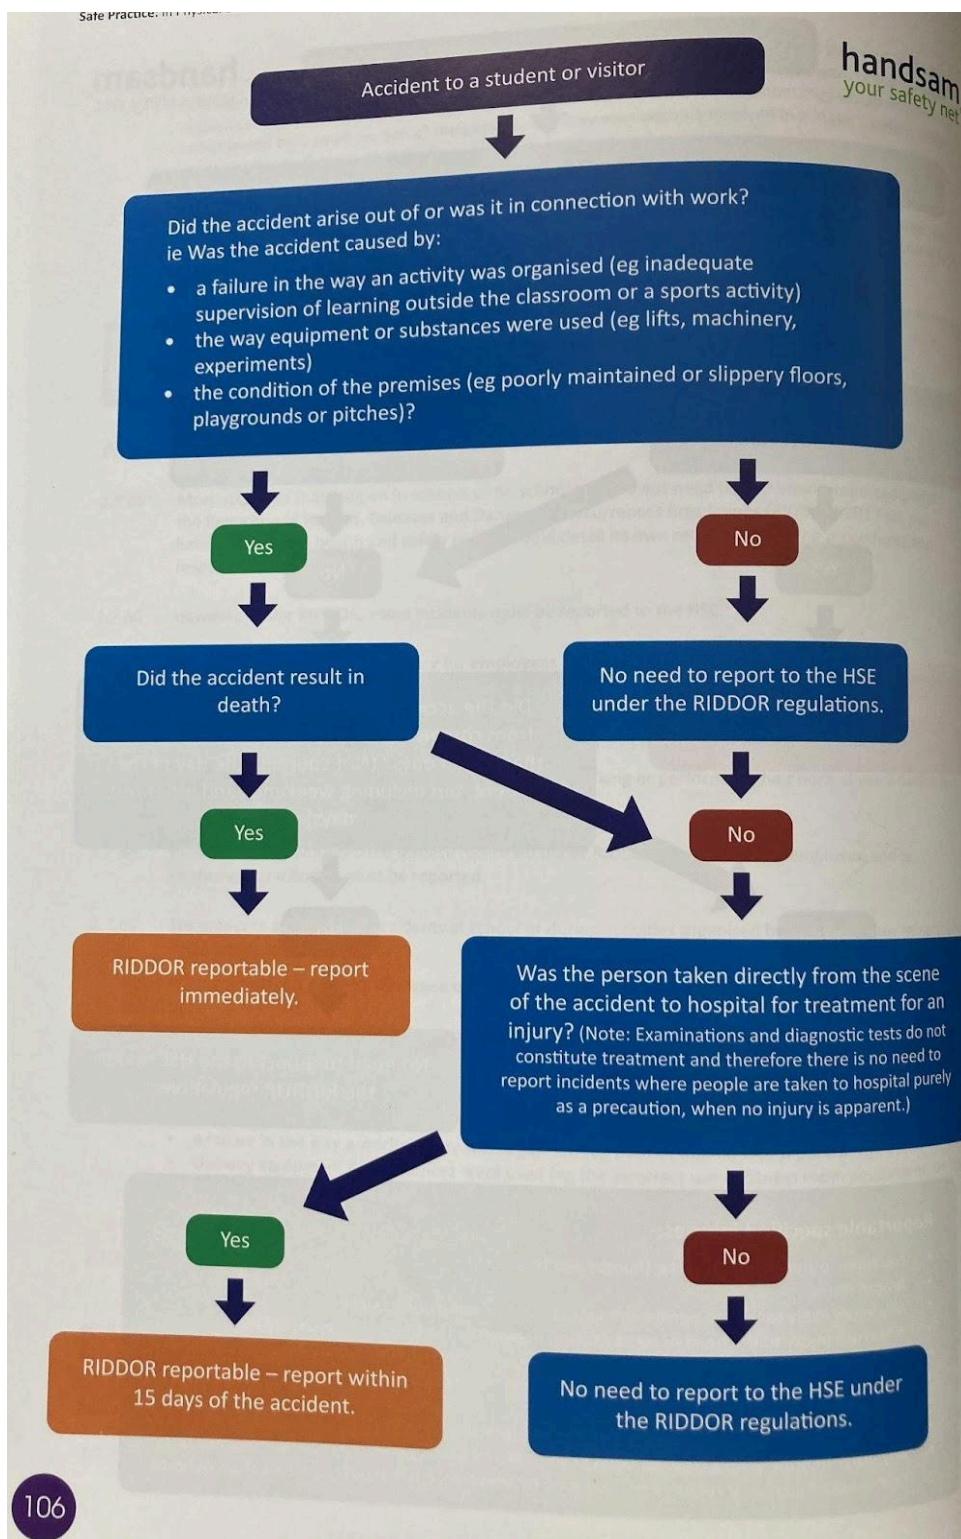 Safe Practice: in Physical
handsam
your safety net
Accident to a student or visitor
Did the accident arise out of or was it in connection with work?
ie Was the accident caused by:
• a failure in the way an activity was organised (eg inadequate
supervision of learning outside the classroom or a sports activity)
• the way equipment or substances were used (eg lifts, machinery,
experiments)
• the condition of the premises (eg poorly maintained or slippery floors,
playgrounds or pitches)?
Yes
No
Did the accident result in
death?
No need to report to the HSE
under the RIDDOR regulations.
Yes
No
RIDDOR reportable – report
immediately.
Was the person taken directly from the scene
of the accident to hospital for treatment for an
injury? (Note: Examinations and diagnostic tests do not
constitute treatment and therefore there is no need to
report incidents where people are taken to hospital purely
as a precaution, when no injury is apparent.)
Yes
No
RIDDOR reportable – report within
15 days of the accident.
No need to report to the HSE under
the RIDDOR regulations.
106